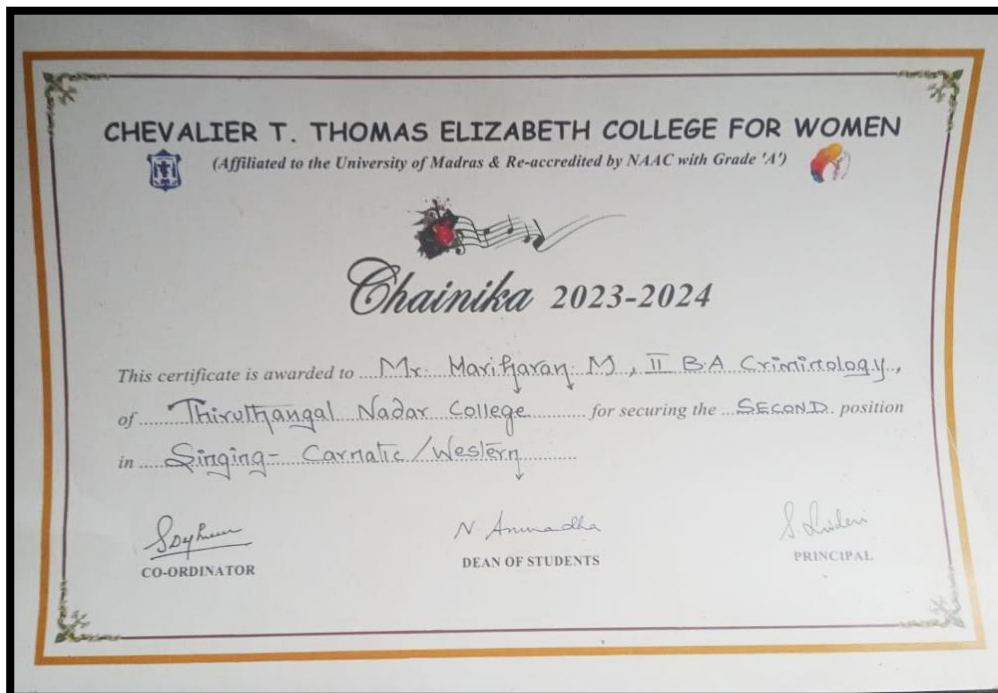 CHEVALIER T. THOMAS ELIZABETH COLLEGE FOR WOMEN
(Affiliated to the University of Madras & Re-accredited by NAAC with Grade 'A')
Chainika 2023-2024
This certificate is awarded to Mr. Hariharan M, II B.A Criminology,
of Thiruthangal Nadar College for securing the SECOND position
in Singing- Carnatic/Western
N Anuradha
CO-ORDINATOR
DEAN OF STUDENTS
PRINCIPAL